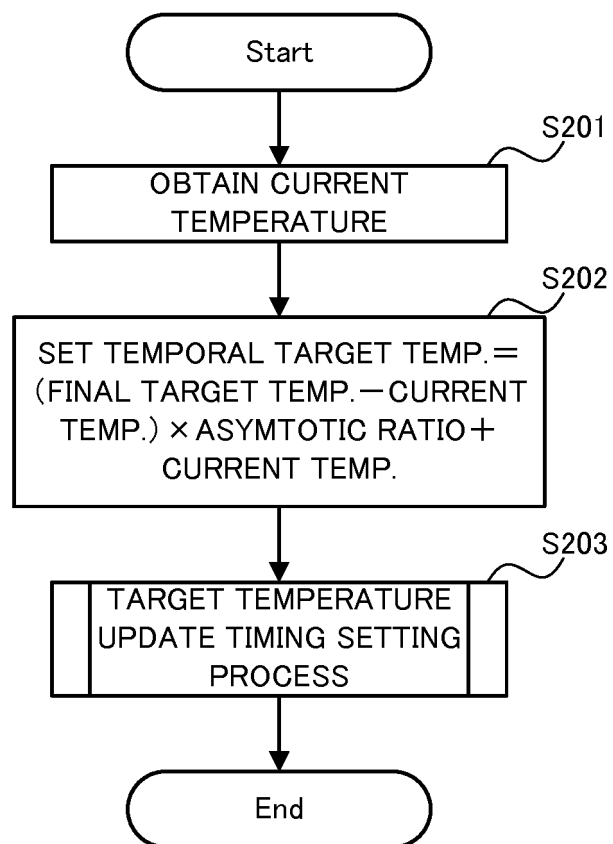 Start
S201
OBTAIN CURRENT
TEMPERATURE
S202
SET TEMPORAL TARGET TEMP.=
(FINAL TARGET TEMP.−CURRENT
TEMP.)×ASYMTOTIC RATIO+
CURRENT TEMP.
S203
TARGET TEMPERATURE
UPDATE TIMING SETTING
PROCESS
End